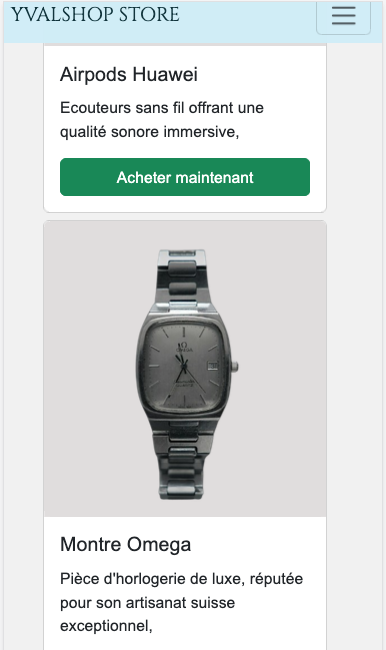 YVALSHOP STORE
Airpods Huawei
Ecouteurs sans fil offrant une
qualité sonore immersive,
Acheter maintenant
Ω
OMEGA
Montre Omega
Pièce d'horlogerie de luxe, réputée
pour son artisanat suisse
exceptionnel,